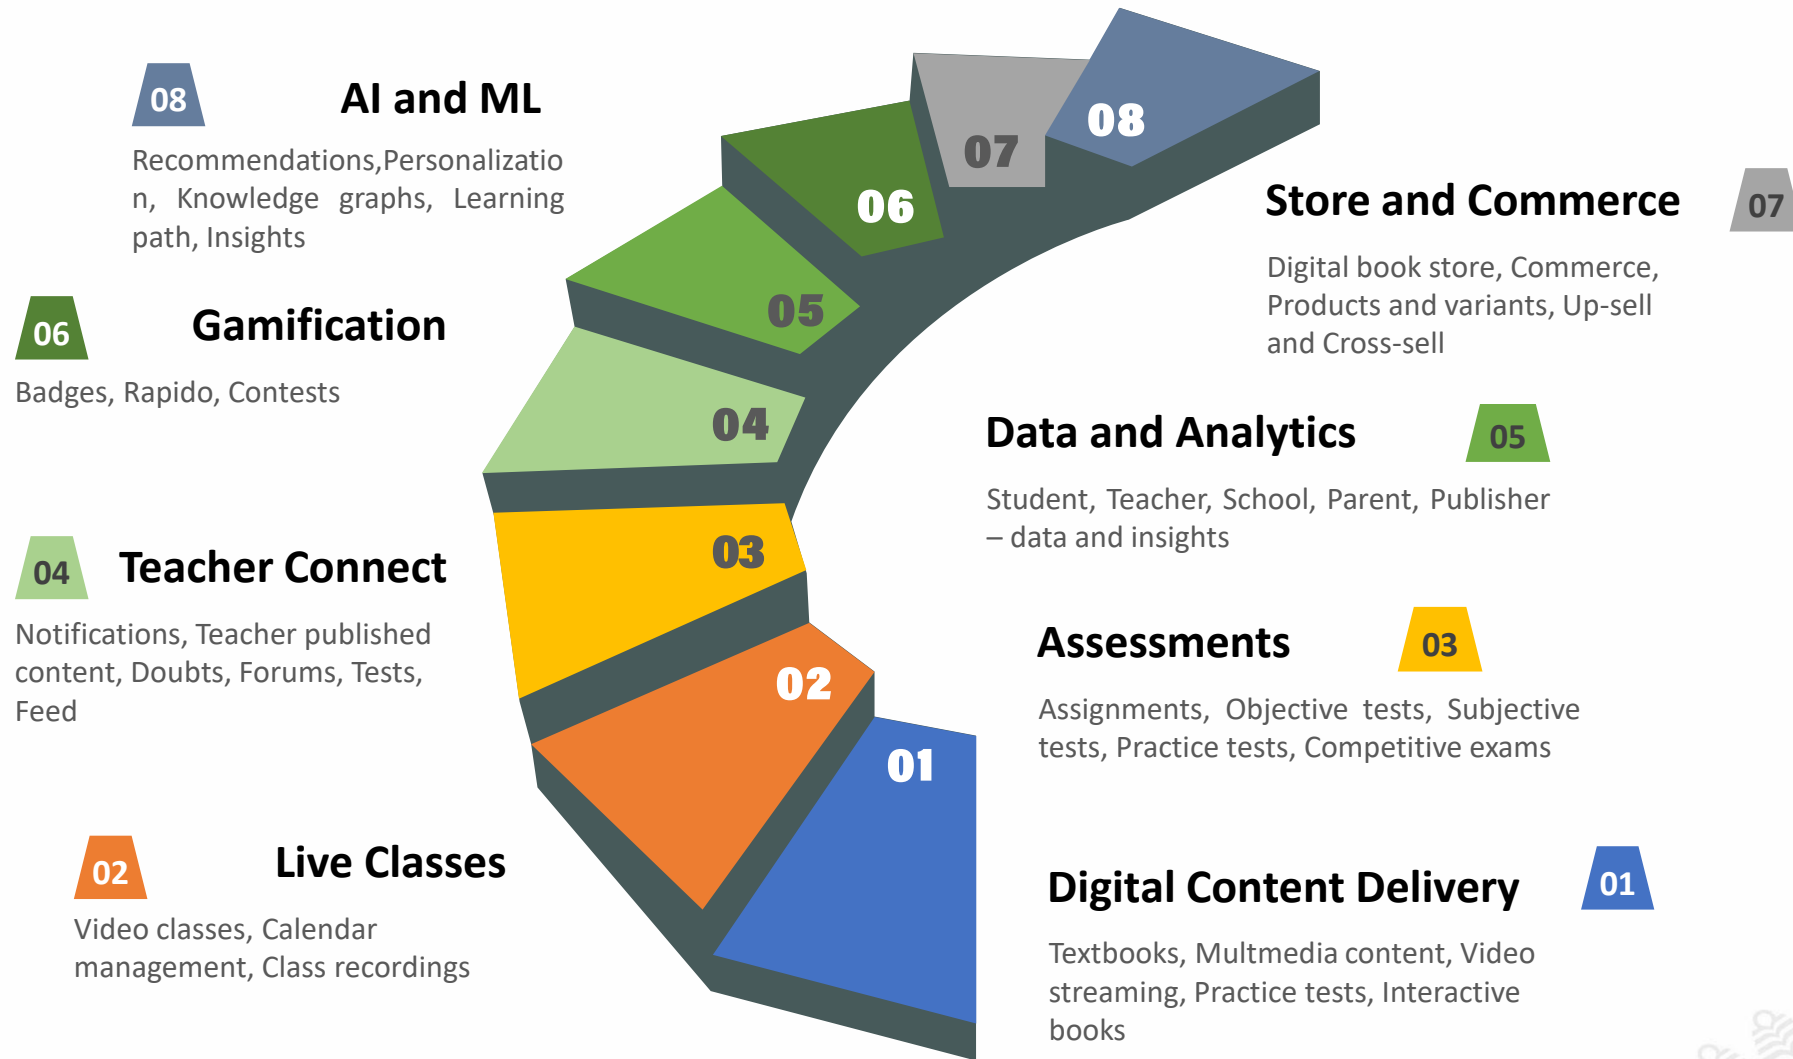 08
AI and ML
Recommendations,Personalizatio
n, Knowledge graphs, Learning
path, Insights
06
Gamification
Badges, Rapido, Contests
04
Teacher Connect
Notifications, Teacher published
content, Doubts, Forums, Tests,
Feed
02
Live Classes
Video classes, Calendar
management, Class recordings
08
07
06
05
04
03
02
01
Store and Commerce
07
Digital book store, Commerce,
Products and variants, Up-sell
and Cross-sell
Data and Analytics
05
Student, Teacher, School, Parent, Publisher
– data and insights
Assessments
03
Assignments, Objective tests, Subjective
tests, Practice tests, Competitive exams
Digital Content Delivery
01
Textbooks, Multmedia content, Video
streaming, Practice tests, Interactive
books